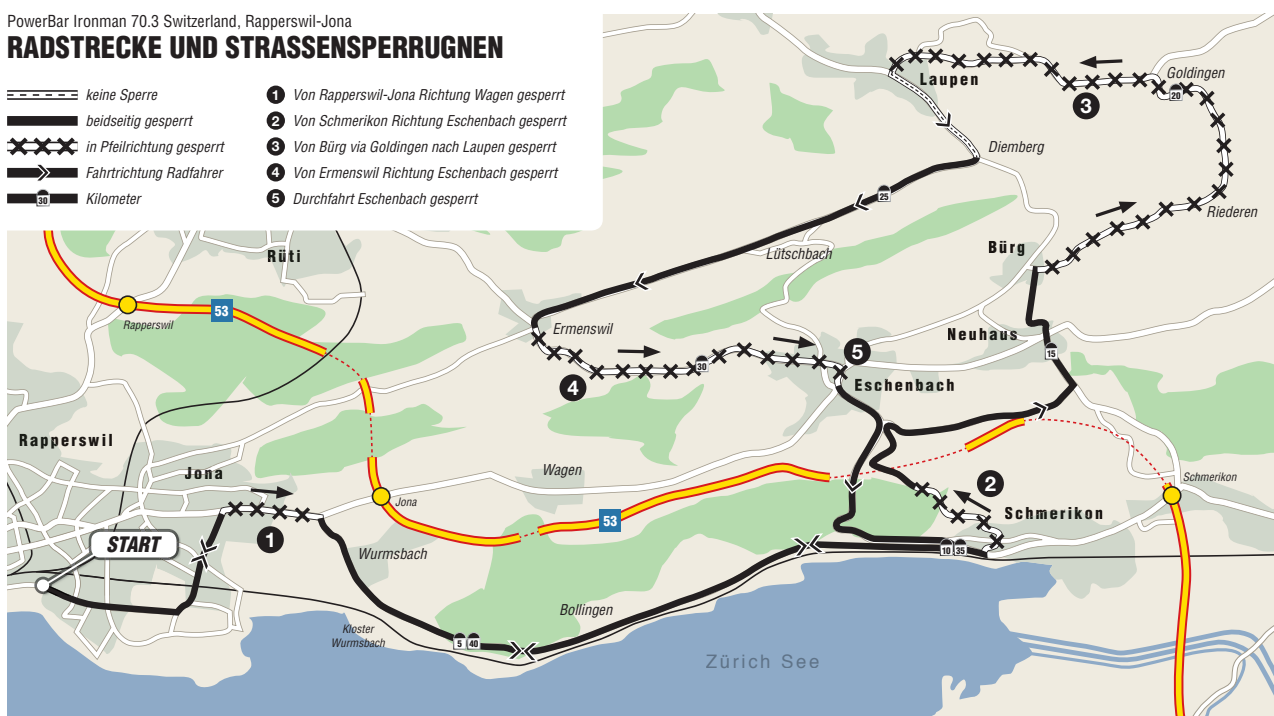 PowerBar Ironman 70.3 Switzerland, Rapperswil-Jona
RADSTRECKE UND STRASSENSPERRUGNEN
keine Sperre
beidseitig gesperrt
in Pfeilrichtung gesperrt
Fahrtrichtung Radfahrer
30 Kilometer
1 Von Rapperswil-Jona Richtung Wagen gesperrt
2 Von Schmerikon Richtung Eschenbach gesperrt
3 Von Bürg via Goldingen nach Laupen gesperrt
4 Von Ermenswil Richtung Eschenbach gesperrt
5 Durchfahrt Eschenbach gesperrt
Laupen
Goldingen
20
3
Diemberg
25
Riederen
Rüti
Lütschbach
Bürg
53
Rapperswil
Ermenswil
Neuhaus
15
30
5
4
Eschenbach
Rapperswil
Jona
Wagen
Schmerikon
2
Jona
53
Schmerikon
START
1
Wurmsbach
10 35
Bollingen
Kloster
Wurmsbach
5 40
Zürich See